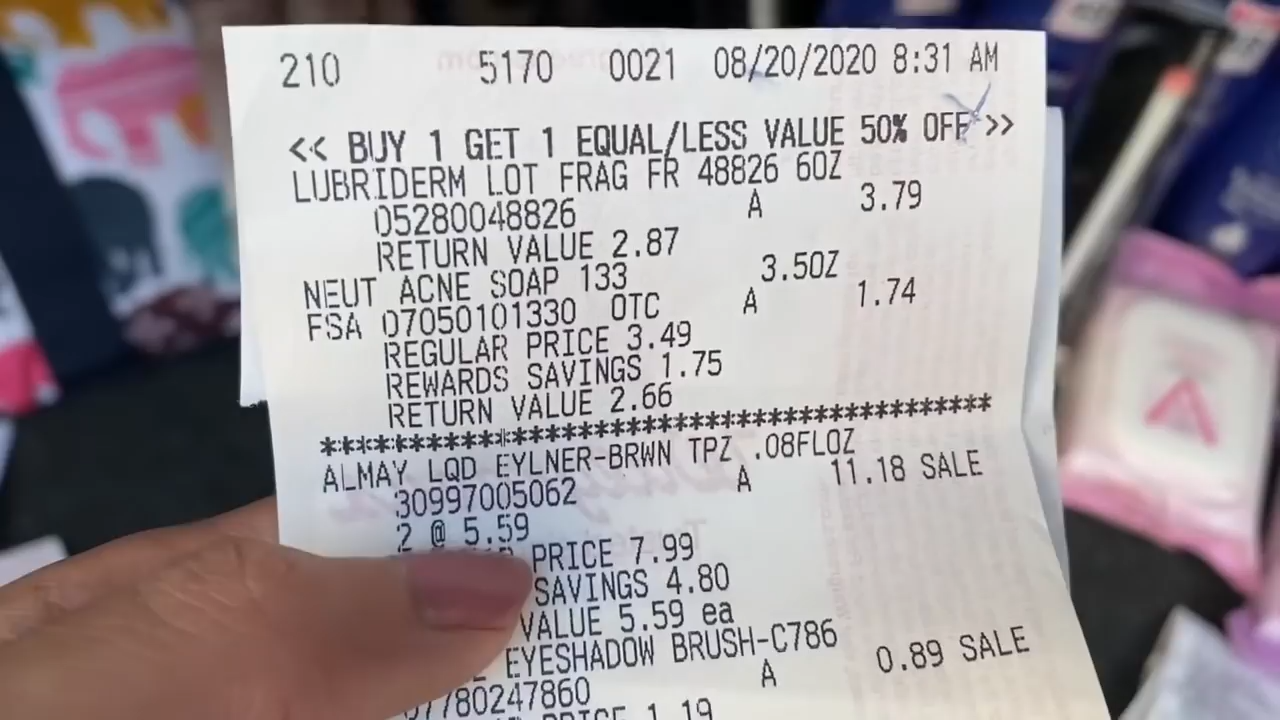 210 5170 0021 08/20/2020 8:31 AM
<< BUY 1 GET 1 EQUAL/LESS VALUE 50% OFF >>
LUBRIDERM LOT FRAG FR 48826 6OZ
05280048826 A 3.79
RETURN VALUE 2.87
NEUT ACNE SOAP 133 3.5OZ
FSA 07050101330 OTC A 1.74
REGULAR PRICE 3.49
REWARDS SAVINGS 1.75
RETURN VALUE 2.66
****************************************
ALMAY LQD EYLNER-BRWN TPZ .08FLOZ
30997005062 A 11.18 SALE
2 @ 5.59
PRICE 7.99
SAVINGS 4.80
VALUE 5.59 ea
EYESHADOW BRUSH-C786
77780247860 A 0.89 SALE
PRICE 1.19